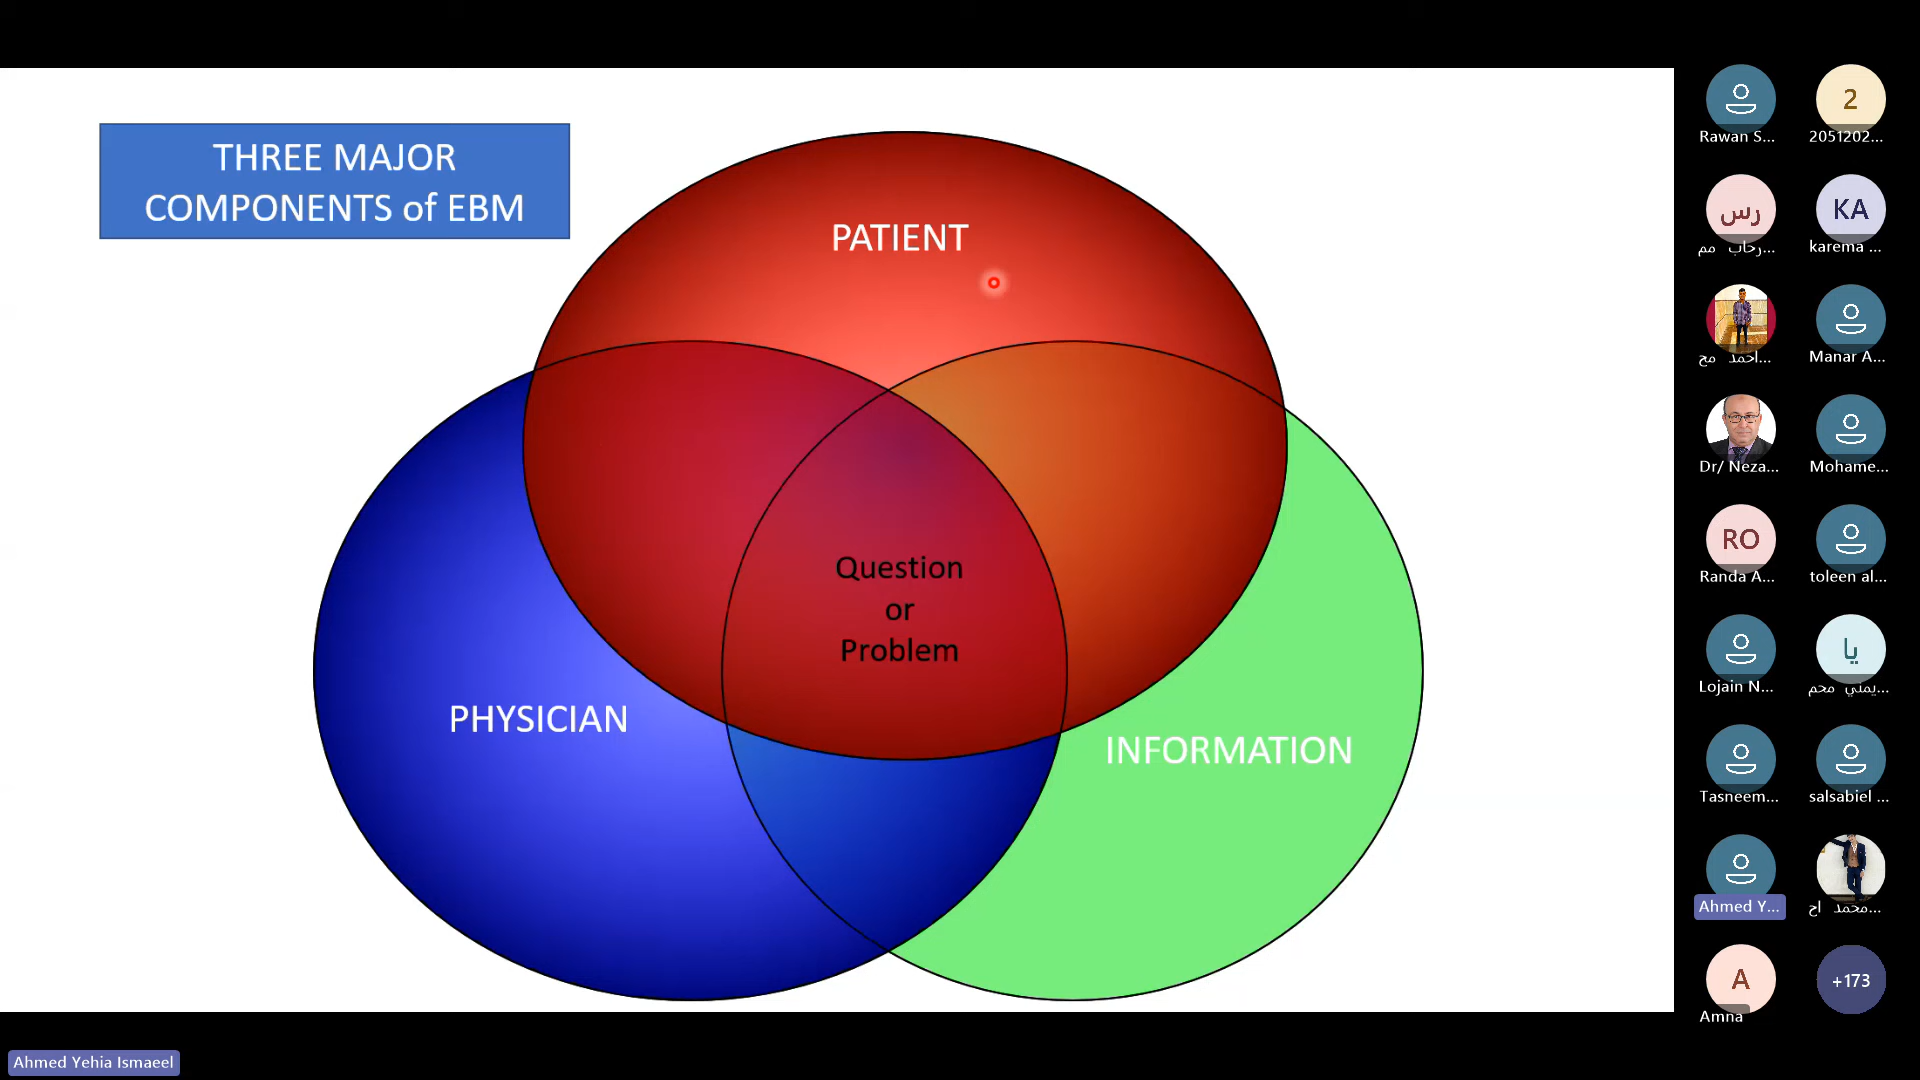 THREE MAJOR
COMPONENTS of EBM
PATIENT
Question
or
Problem
PHYSICIAN
INFORMATION
Rawan S...
2
2051202...
رس
رحاب مم...
KA
karema ...
احمد مح...
Manar A...
Dr/ Neza...
Mohame...
RO
Randa A...
toleen al...
Lojain N...
يا
يمني محم...
Tasneem...
salsabiel ...
Ahmed Y...
محمد اح...
A
Amna
+173
Ahmed Yehia Ismaeel